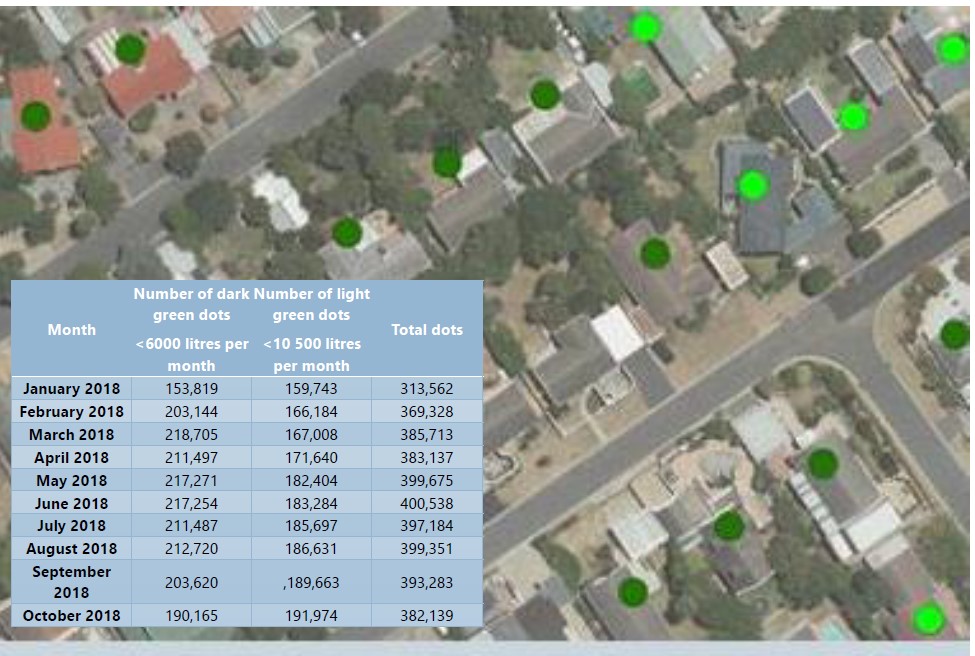 Month
Number of dark green dots
<6000 litres per month
Number of light green dots
<10 500 litres per month
Total dots
January 2018 153,819 159,743 313,562
February 2018 203,144 166,184 369,328
March 2018 218,705 167,008 385,713
April 2018 211,497 171,640 383,137
May 2018 217,271 182,404 399,675
June 2018 217,254 183,284 400,538
July 2018 211,487 185,697 397,184
August 2018 212,720 186,631 399,351
September 2018 203,620 ,189,663 393,283
October 2018 190,165 191,974 382,139